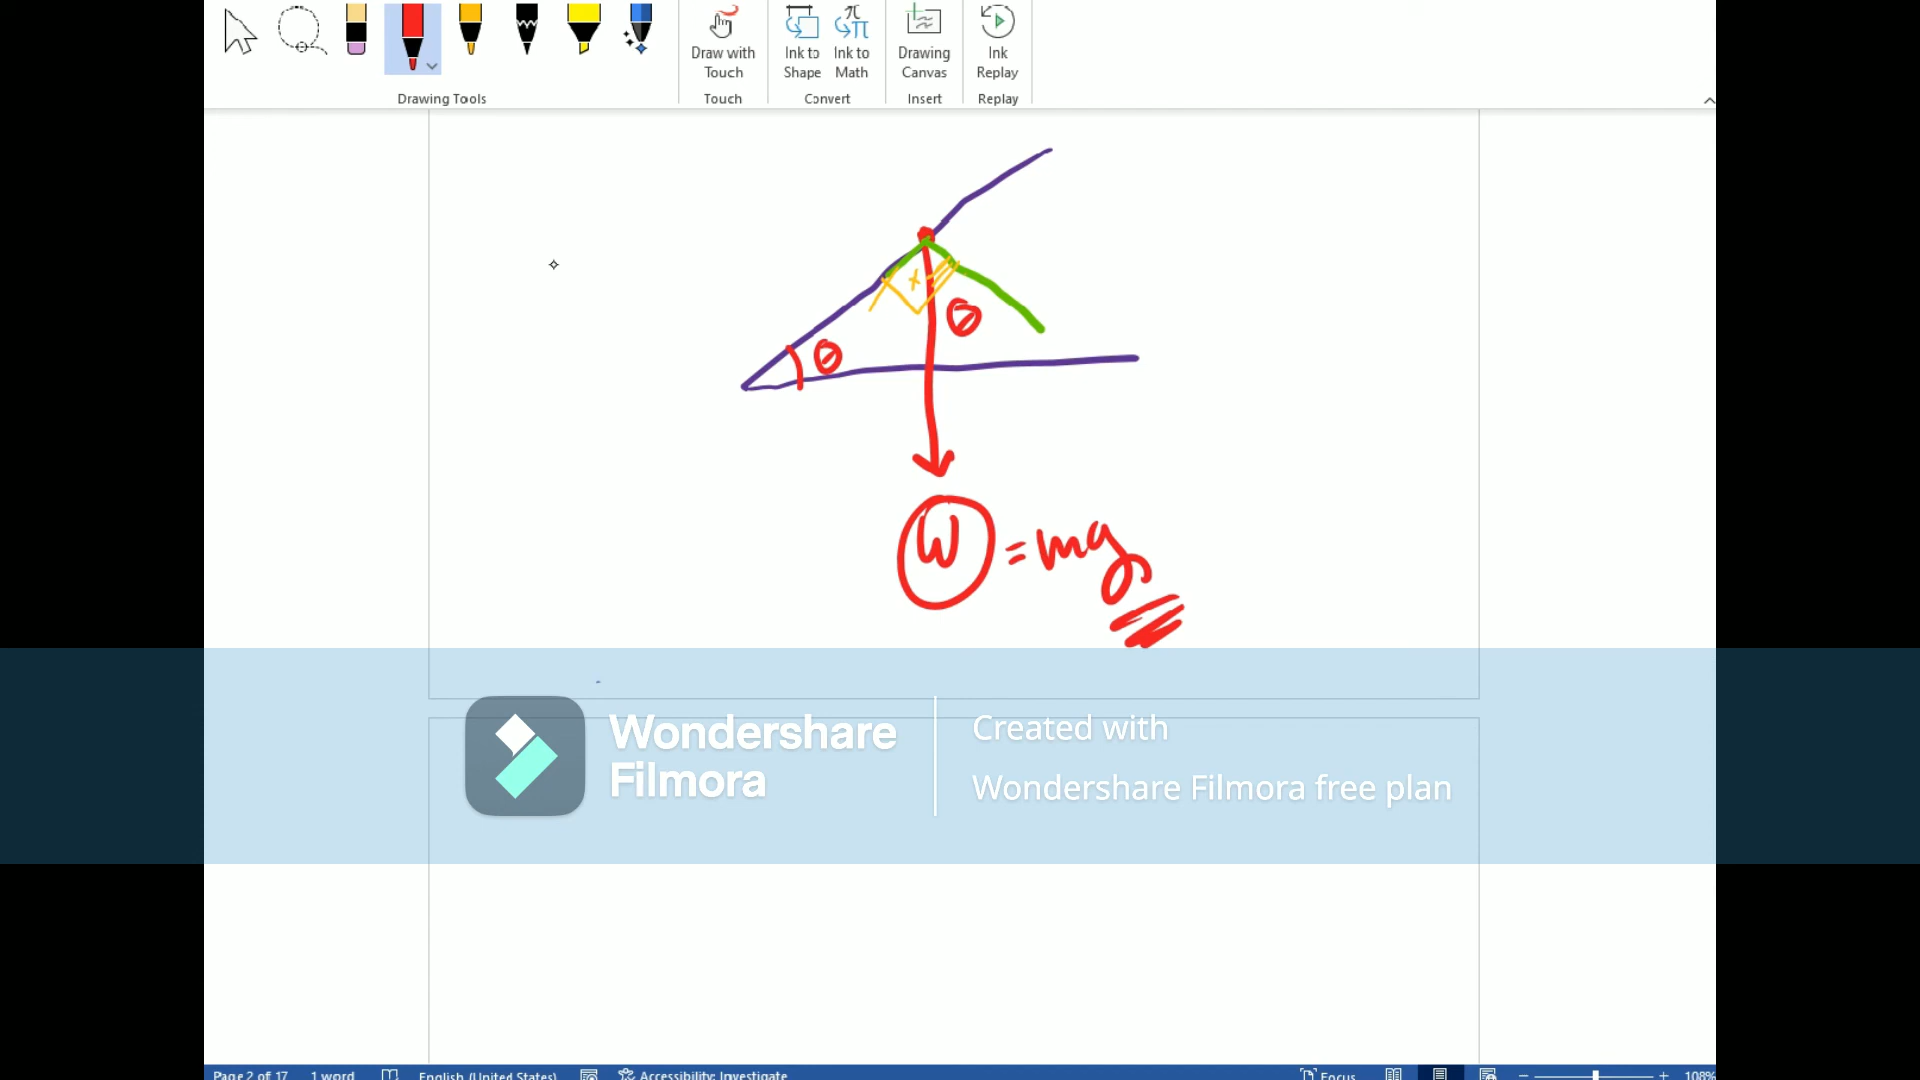 Draw with Touch
Ink to Shape
Ink to Math
Drawing Canvas
Ink Replay
Drawing Tools
Touch
Convert
Insert
Replay
x
θ
θ
W = mg
Wondershare Filmora
Created with
Wondershare Filmora free plan
Page 2 of 17 1 word English (United States) Accessibility: Investigate Focus 108%